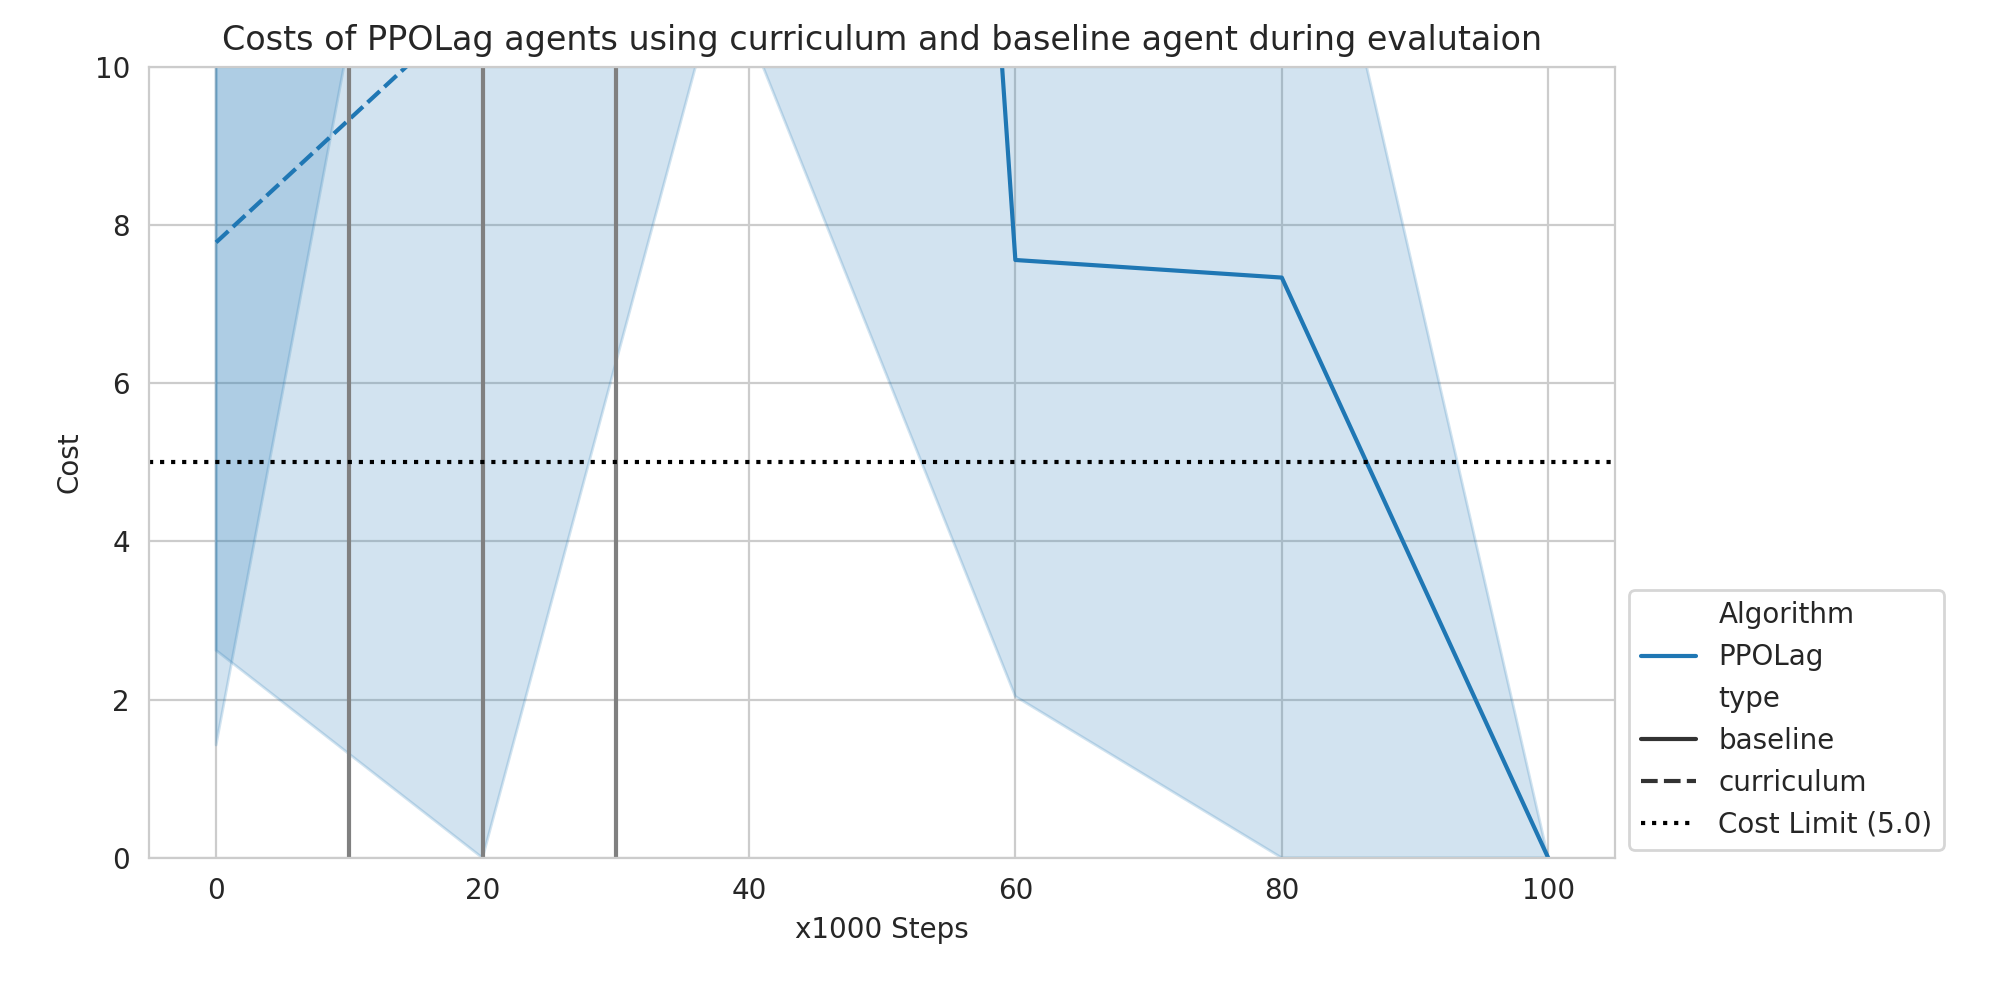 Costs of PPOLag agents using curriculum and baseline agent during evalutaion
10
8
6
4
2
0
Cost
0 20 40 60 80 100
x1000 Steps
Algorithm
PPOLag
type
baseline
curriculum
Cost Limit (5.0)